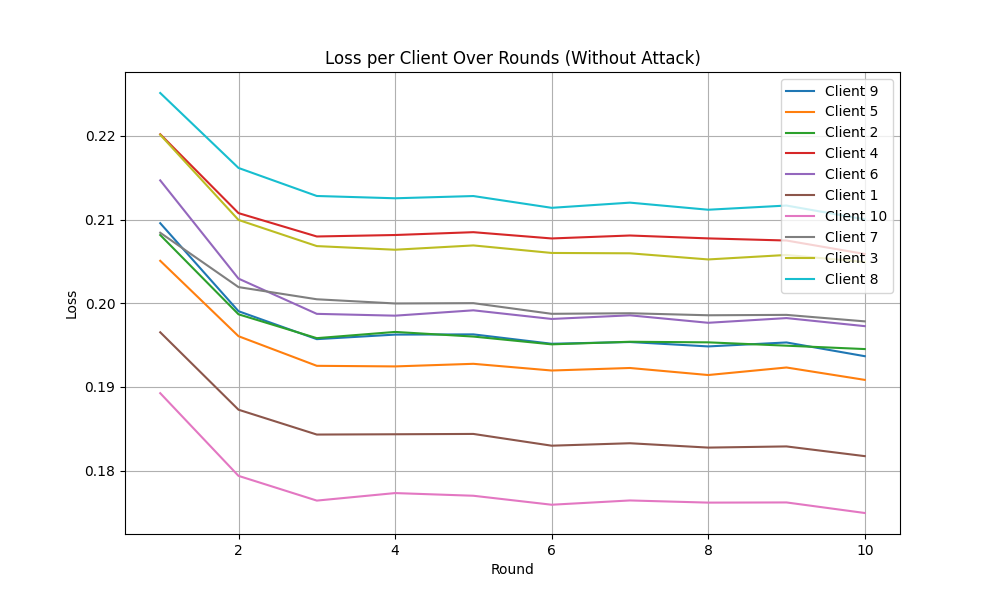 Loss per Client Over Rounds (Without Attack)
Client 9
Client 5
Client 2
Client 4
Client 6
Client 1
Client 10
Client 7
Client 3
Client 8
0.22
0.21
0.20
0.19
0.18
Loss
2
4
6
8
10
Round